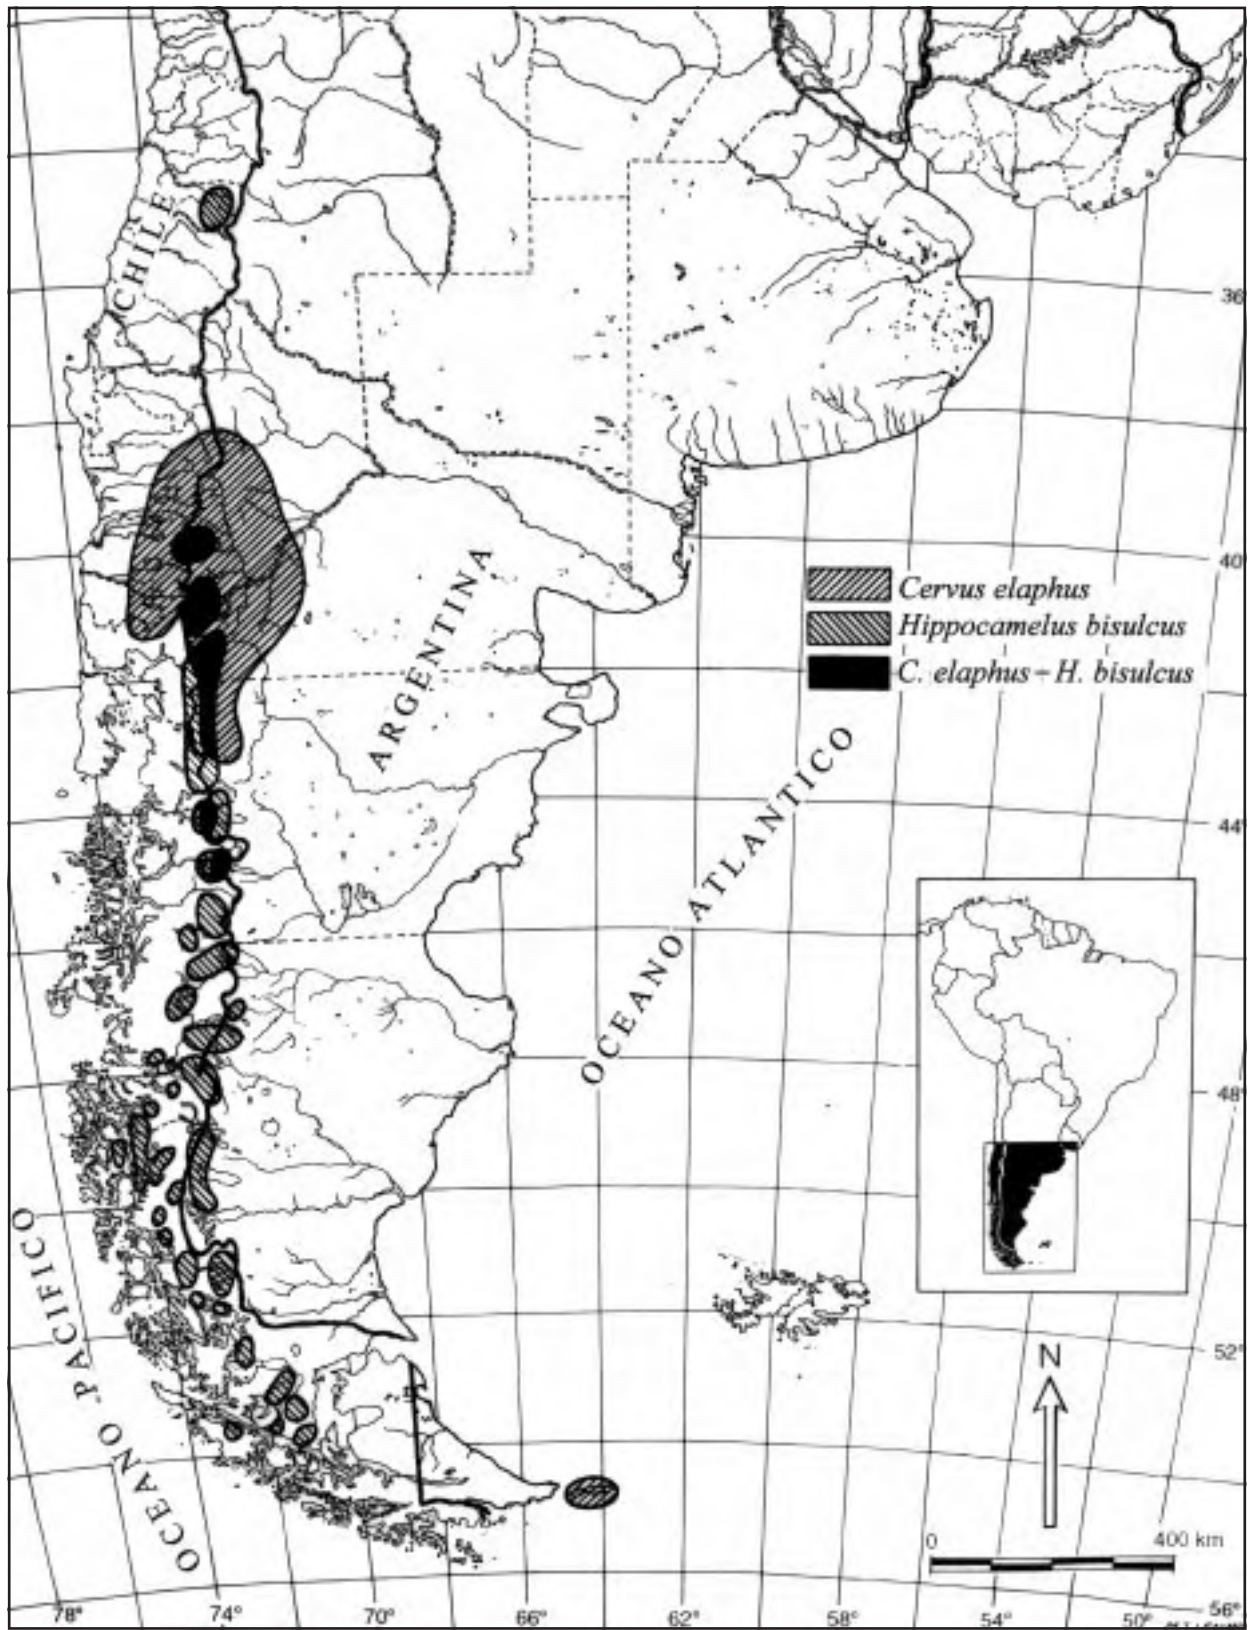 CHILE
36
ARGENTINA
40°
Cervus elaphus
Hippocamelus bisulcus
C. elaphus - H. bisulcus
OCEANO ATLANTICO
44°
48°
OCEANO - PACIFICO
52°
N
0 400 km
78° 74° 70° 66° 62° 58° 54° 50° 56°